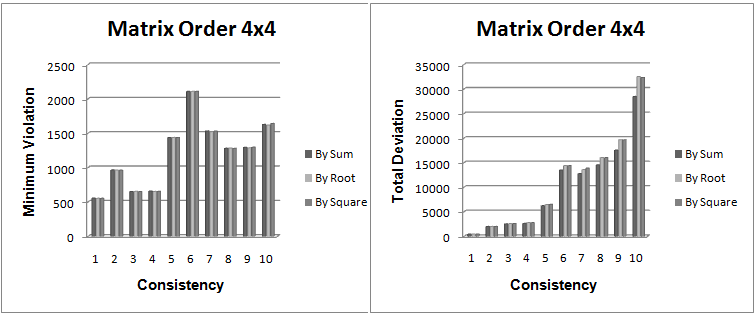 Matrix Order 4x4
Minimum Violation
2500
2000
1500
1000
500
0
1 2 3 4 5 6 7 8 9 10
Consistency
By Sum
By Root
By Square
Matrix Order 4x4
Total Deviation
35000
30000
25000
20000
15000
10000
5000
0
1 2 3 4 5 6 7 8 9 10
Consistency
By Sum
By Root
By Square